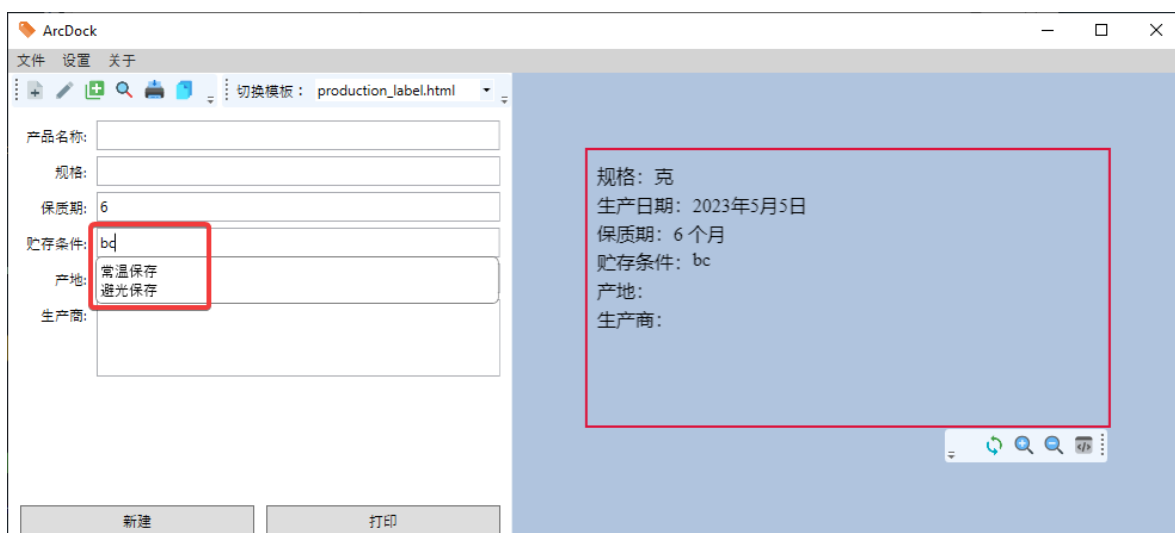 ArcDock
文件 设置 关于
切换模板： production_label.html
产品名称:
规格:
保质期: 6
贮存条件: bc
常温保存
避光保存
产地:
生产商:
新建 打印
规格：克
生产日期：2023年5月5日
保质期：6 个月
贮存条件：bc
产地：
生产商：